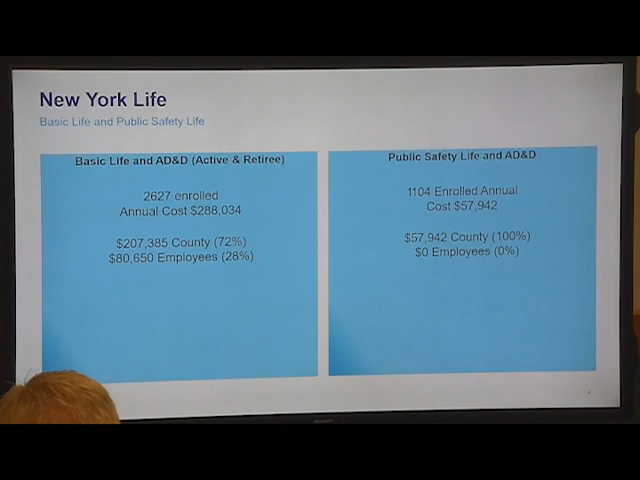 New York Life
Basic Life and Public Safety Life
Basic Life and AD&D (Active & Retiree)
2627 enrolled
Annual Cost $288,034
$207,385 County (72%)
$80,650 Employees (28%)
Public Safety Life and AD&D
1104 Enrolled Annual
Cost $57,942
$57,942 County (100%)
$0 Employees (0%)